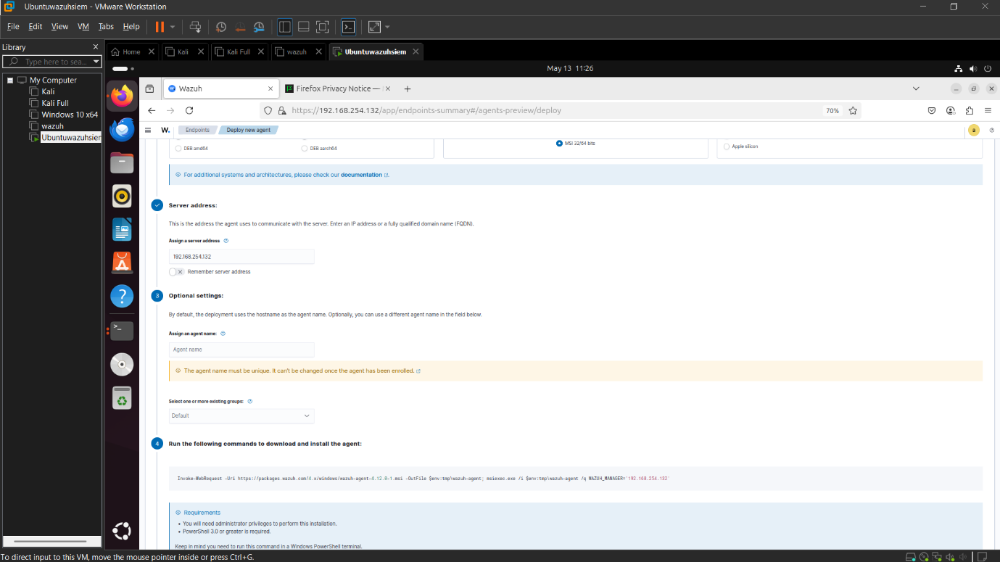 Ubuntuwazuhsiem - VMware Workstation
File Edit View VM Tabs Help
Library
Type here to sea...
My Computer
Kali
Kali Full
Windows 10 x64
wazuh
Ubuntuwazuhsier
Home Kali Kali Full wazuh Ubuntuwazuhsiem
May 13 11:26
Wazuh Firefox Privacy Notice —
https://192.168.254.132/app/endpoints-summary#/agents-preview/deploy 70%
W. Endpoints Deploy new agent a
DEB amd64 DEB aarch64 MSI 32/64 bits Apple silicon
For additional systems and architectures, please check our documentation .
Server address:
This is the address the agent uses to communicate with the server. Enter an IP address or a fully qualified domain name (FQDN).
Assign a server address
192.168.254.132
Remember server address
3 Optional settings:
By default, the deployment uses the hostname as the agent name. Optionally, you can use a different agent name in the field below.
Assign an agent name:
Agent name
The agent name must be unique. It can't be changed once the agent has been enrolled.
Select one or more existing groups:
Default
4 Run the following commands to download and install the agent:
Invoke-WebRequest -Uri https://packages.wazuh.com/4.x/windows/wazuh-agent-4.12.0-1.msi -OutFile $env:tmp\wazuh-agent; msiexec.exe /i $env:tmp\wazuh-agent /q WAZUH_MANAGER='192.168.254.132'
Requirements
• You will need administrator privileges to perform this installation.
• PowerShell 3.0 or greater is required.
Keep in mind you need to run this command in a Windows PowerShell terminal.
To direct input to this VM, move the mouse pointer inside or press Ctrl+G.